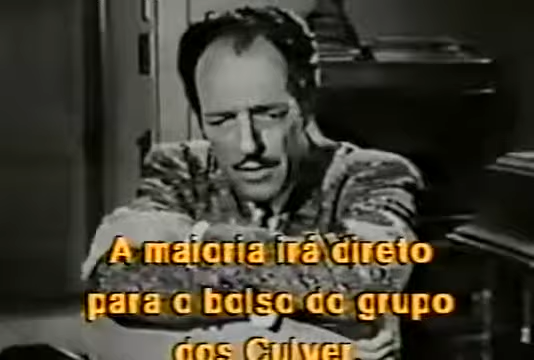 A maioria irá direto
para o bolso do grupo
dos Culver.